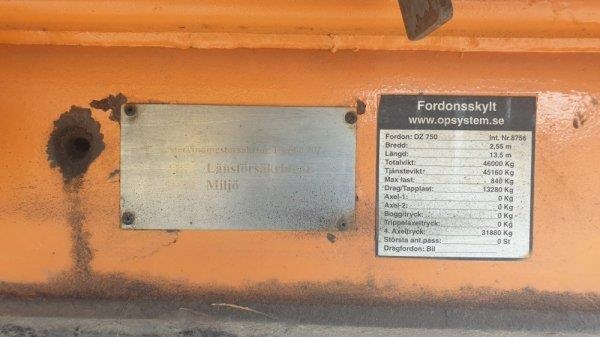 Länsförsäkringar
Miljö
Fordonsskylt
www.opsystem.se
Fordon: DZ 750 Int. Nr.8756
Bredd: 2,55 m
Längd: 13,5 m
Totalvikt: 46000 Kg
Tjänstevikt: 45160 Kg
Max last: 840 Kg
Drag/Tapplast: 13280 Kg
Axel-1: 0 Kg
Axel-2: 0 Kg
Boggitryck: 0 Kg
Trippelaxeltryck: 0 Kg
4. Axeltryck: 31880 Kg
Största ant.pass: 0 St
Dragfordon: Bil